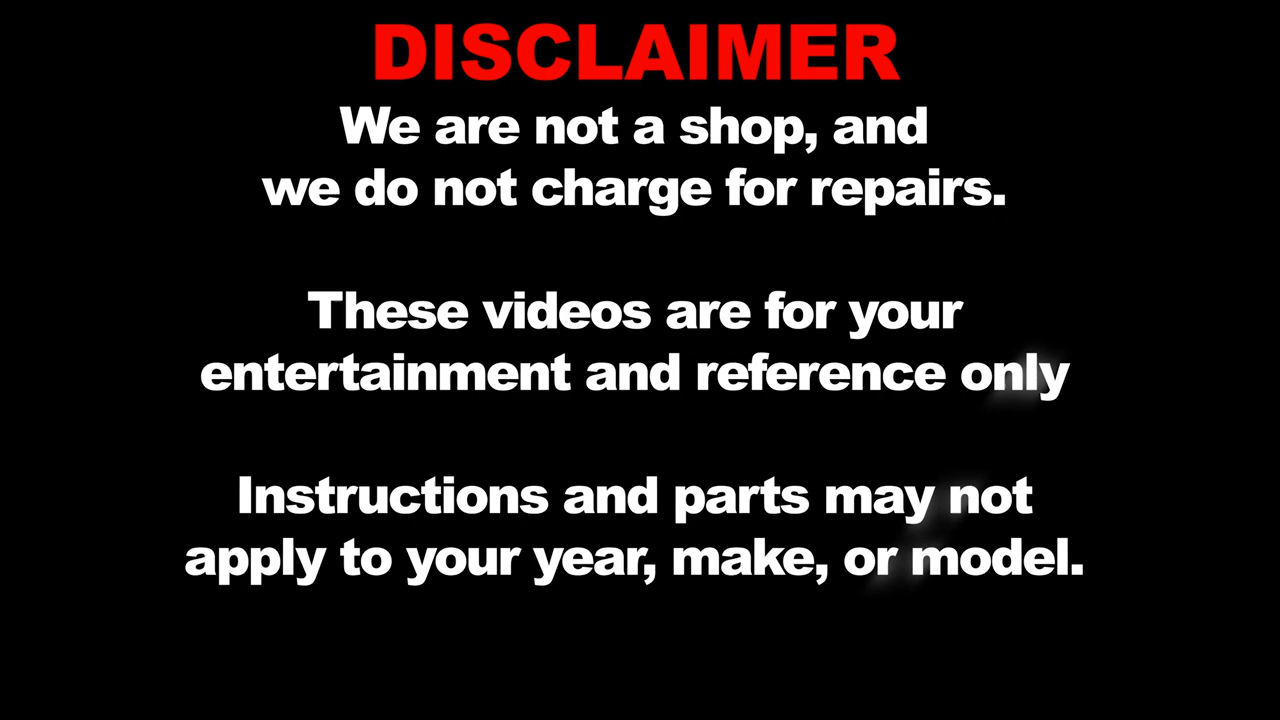 DISCLAIMER
We are not a shop, and
we do not charge for repairs.
These videos are for your
entertainment and reference only
Instructions and parts may not
apply to your year, make, or model.